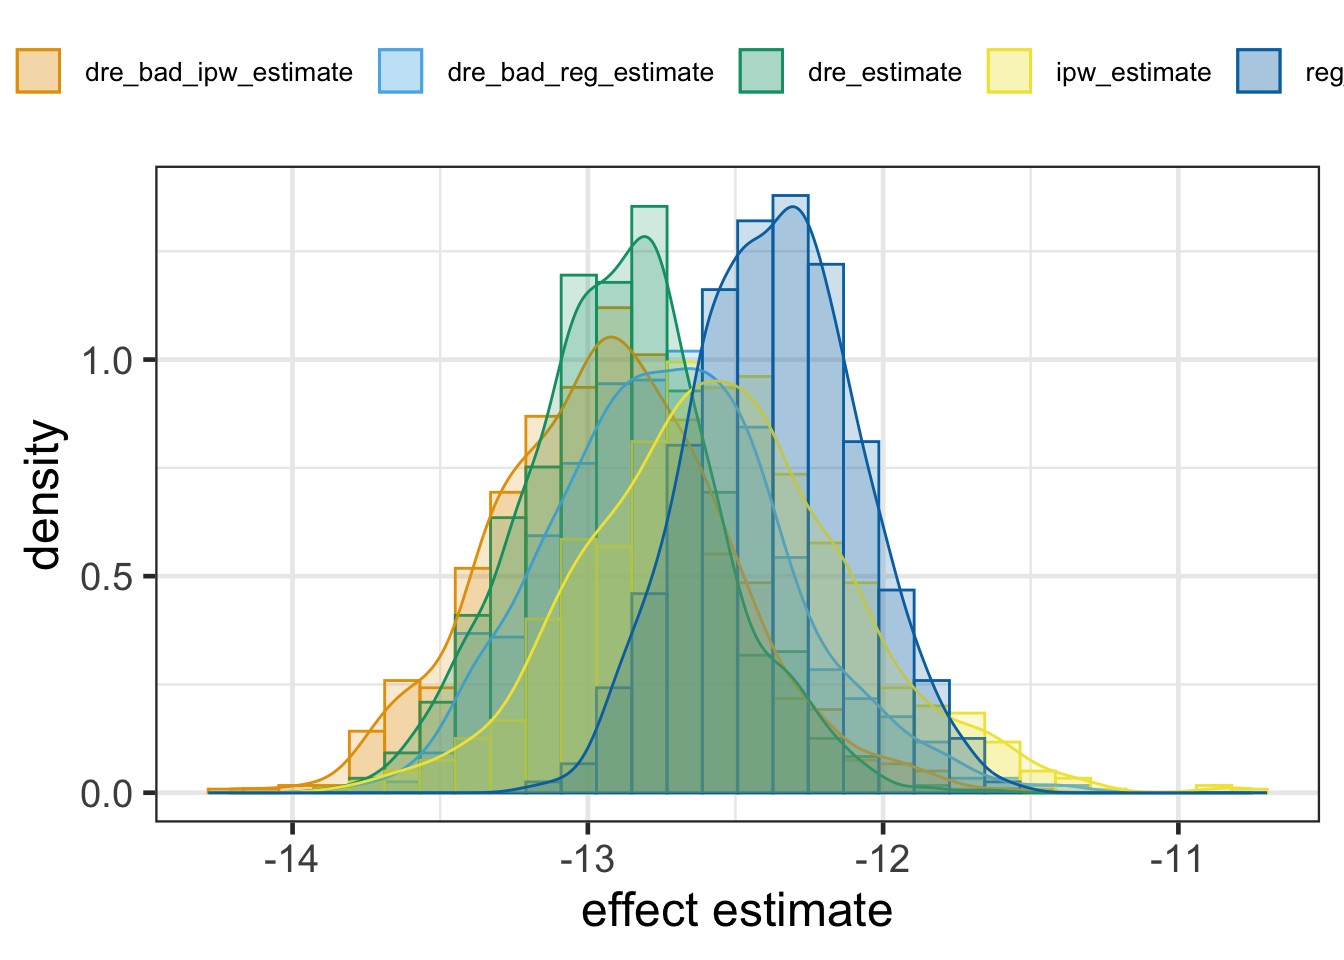 dre_bad_ipw_estimate dre_bad_reg_estimate dre_estimate ipw_estimate reg
density
1.0
0.5
0.0
-14 -13 -12 -11
effect estimate